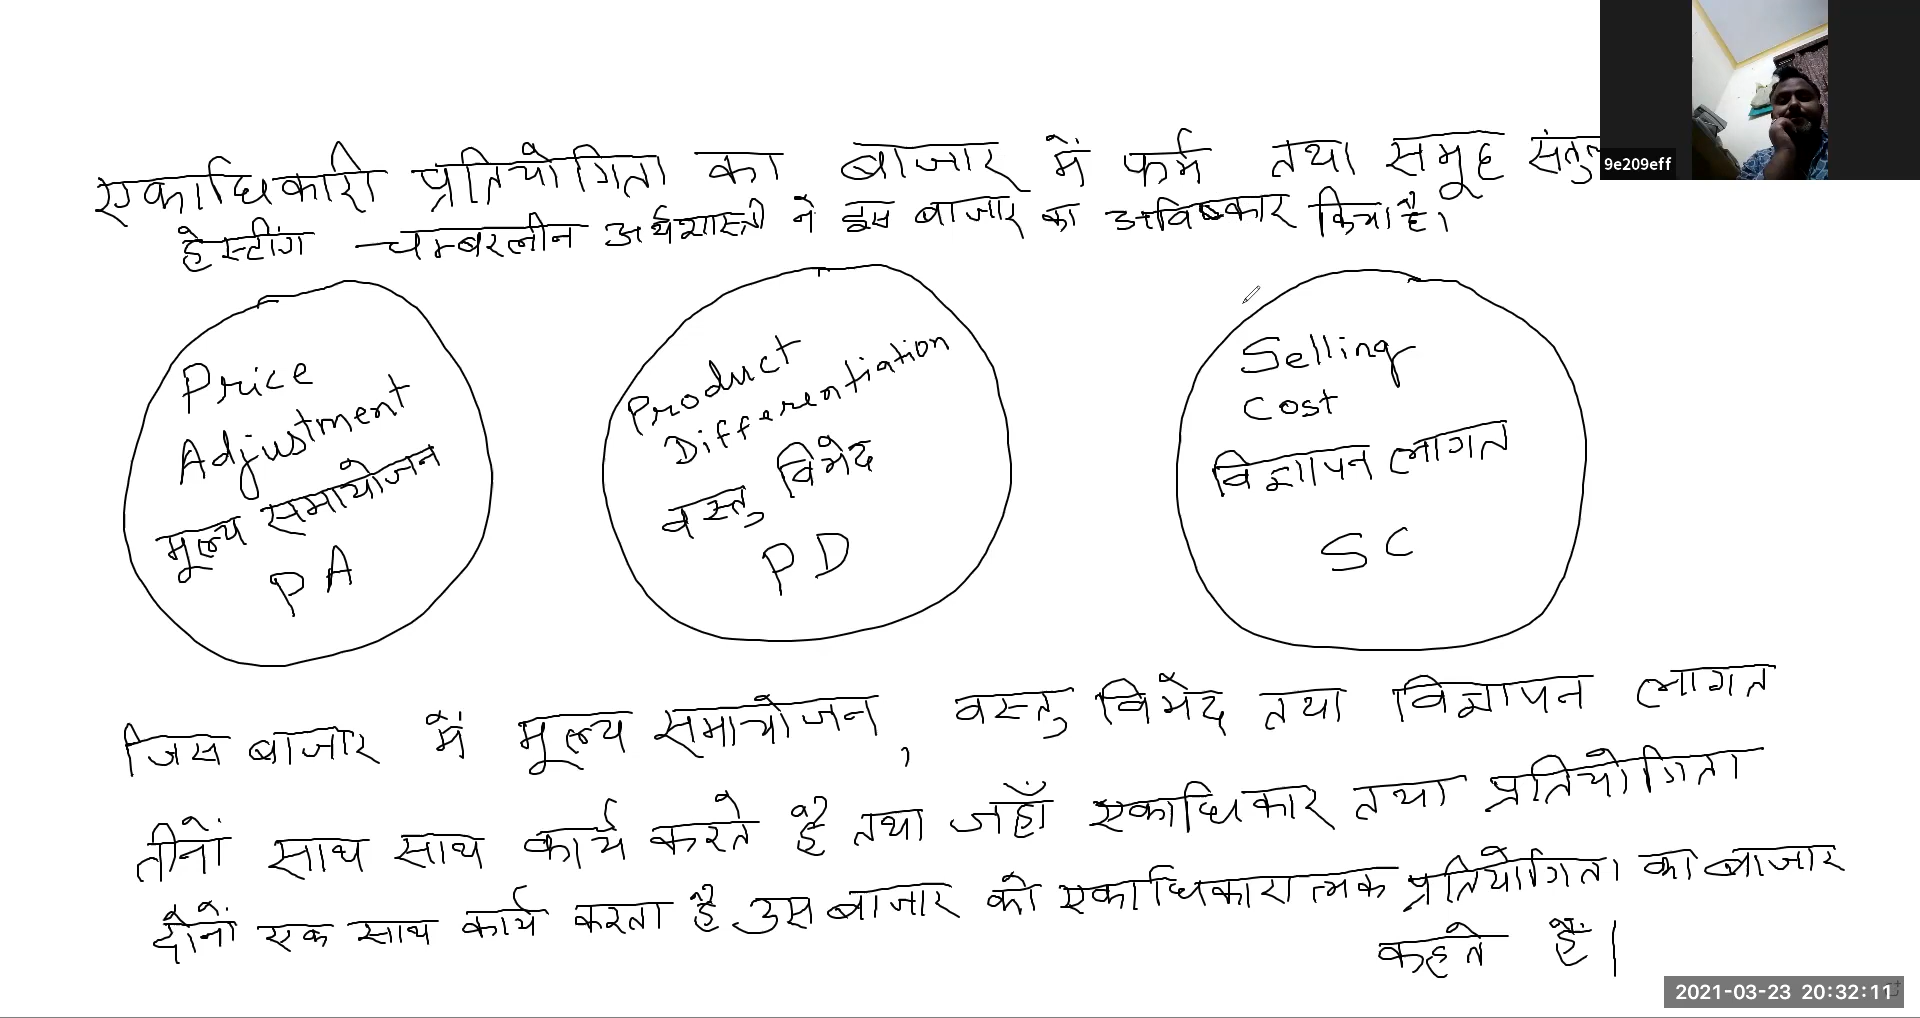 एकाधिकारी प्रतियोगिता का बाजार में फर्म तथा समूह संतुल
हेस्टींग चम्बरलीन अर्थशास्त्री ने इस बाजार का अविष्कार किया है।
9e209eff
Price
Adjustment
मूल्य समायोजन
PA
Product
Differentiation
वस्तु विभेद
PD
Selling
Cost
विज्ञापन लागत
SC
जिस बाजार में मूल्य समायोजन, वस्तु विभेद तथा विज्ञापन लागत
तीनों साथ साथ कार्य करते है तथा जहाँ एकाधिकार तथा प्रतियोगिता
दोनों एक साथ कार्य करता है उस बाजार को एकाधिकारात्मक प्रतियोगिता का बाजार
कहते हैं।
2021-03-23 20:32:11